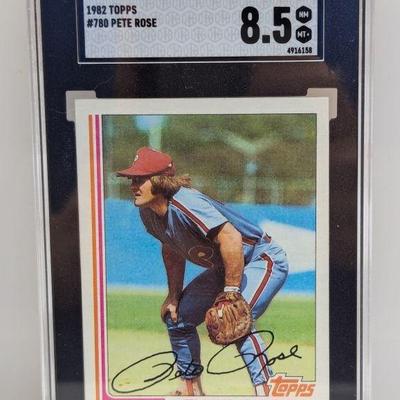 1982 TOPPS
#780 PETE ROSE
8.5 NM MT+
4916158
Pete Rose
topps